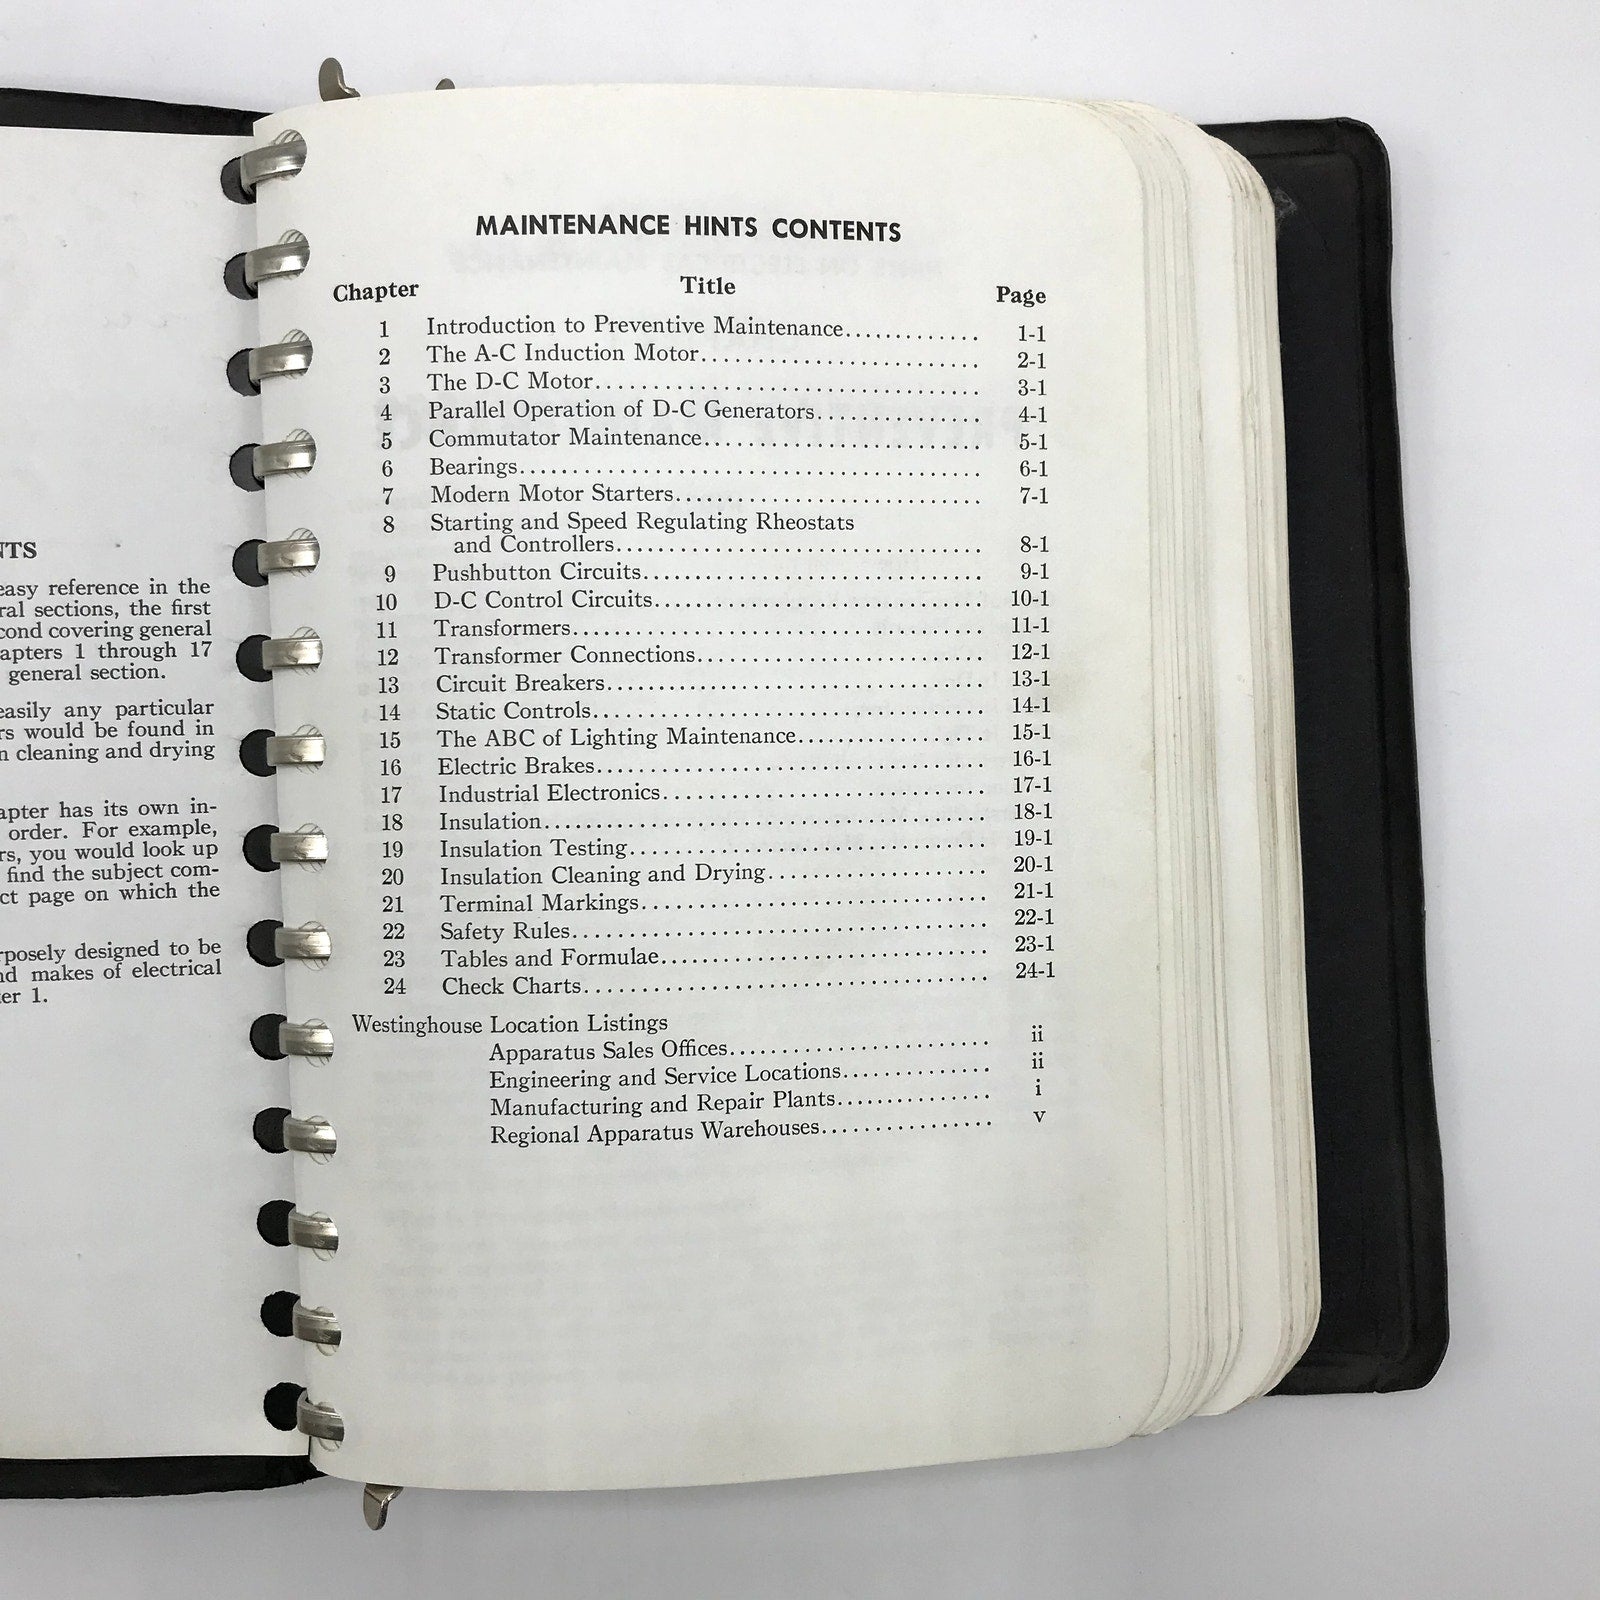 NTS
easy reference in the
ral sections, the first
cond covering general
apters 1 through 17
general section.
easily any particular
rs would be found in
n cleaning and drying
apter has its own in-
order. For example,
rs, you would look up
find the subject com-
ct page on which the
rposely designed to be
nd makes of electrical
er 1.
MAINTENANCE HINTS CONTENTS
Chapter Title Page
1 Introduction to Preventive Maintenance............. 1-1
2 The A-C Induction Motor........................... 2-1
3 The D-C Motor..................................... 3-1
4 Parallel Operation of D-C Generators................ 4-1
5 Commutator Maintenance........................... 5-1
6 Bearings............................................ 6-1
7 Modern Motor Starters.............................. 7-1
8 Starting and Speed Regulating Rheostats
and Controllers................................... 8-1
9 Pushbutton Circuits................................. 9-1
10 D-C Control Circuits................................ 10-1
11 Transformers....................................... 11-1
12 Transformer Connections............................ 12-1
13 Circuit Breakers.................................... 13-1
14 Static Controls...................................... 14-1
15 The ABC of Lighting Maintenance.................. 15-1
16 Electric Brakes..................................... 16-1
17 Industrial Electronics............................... 17-1
18 Insulation.......................................... 18-1
19 Insulation Testing.................................. 19-1
20 Insulation Cleaning and Drying..................... 20-1
21 Terminal Markings................................. 21-1
22 Safety Rules........................................ 22-1
23 Tables and Formulae............................... 23-1
24 Check Charts....................................... 24-1
Westinghouse Location Listings
Apparatus Sales Offices......................... ii
Engineering and Service Locations.............. ii
Manufacturing and Repair Plants............... i
Regional Apparatus Warehouses................ v